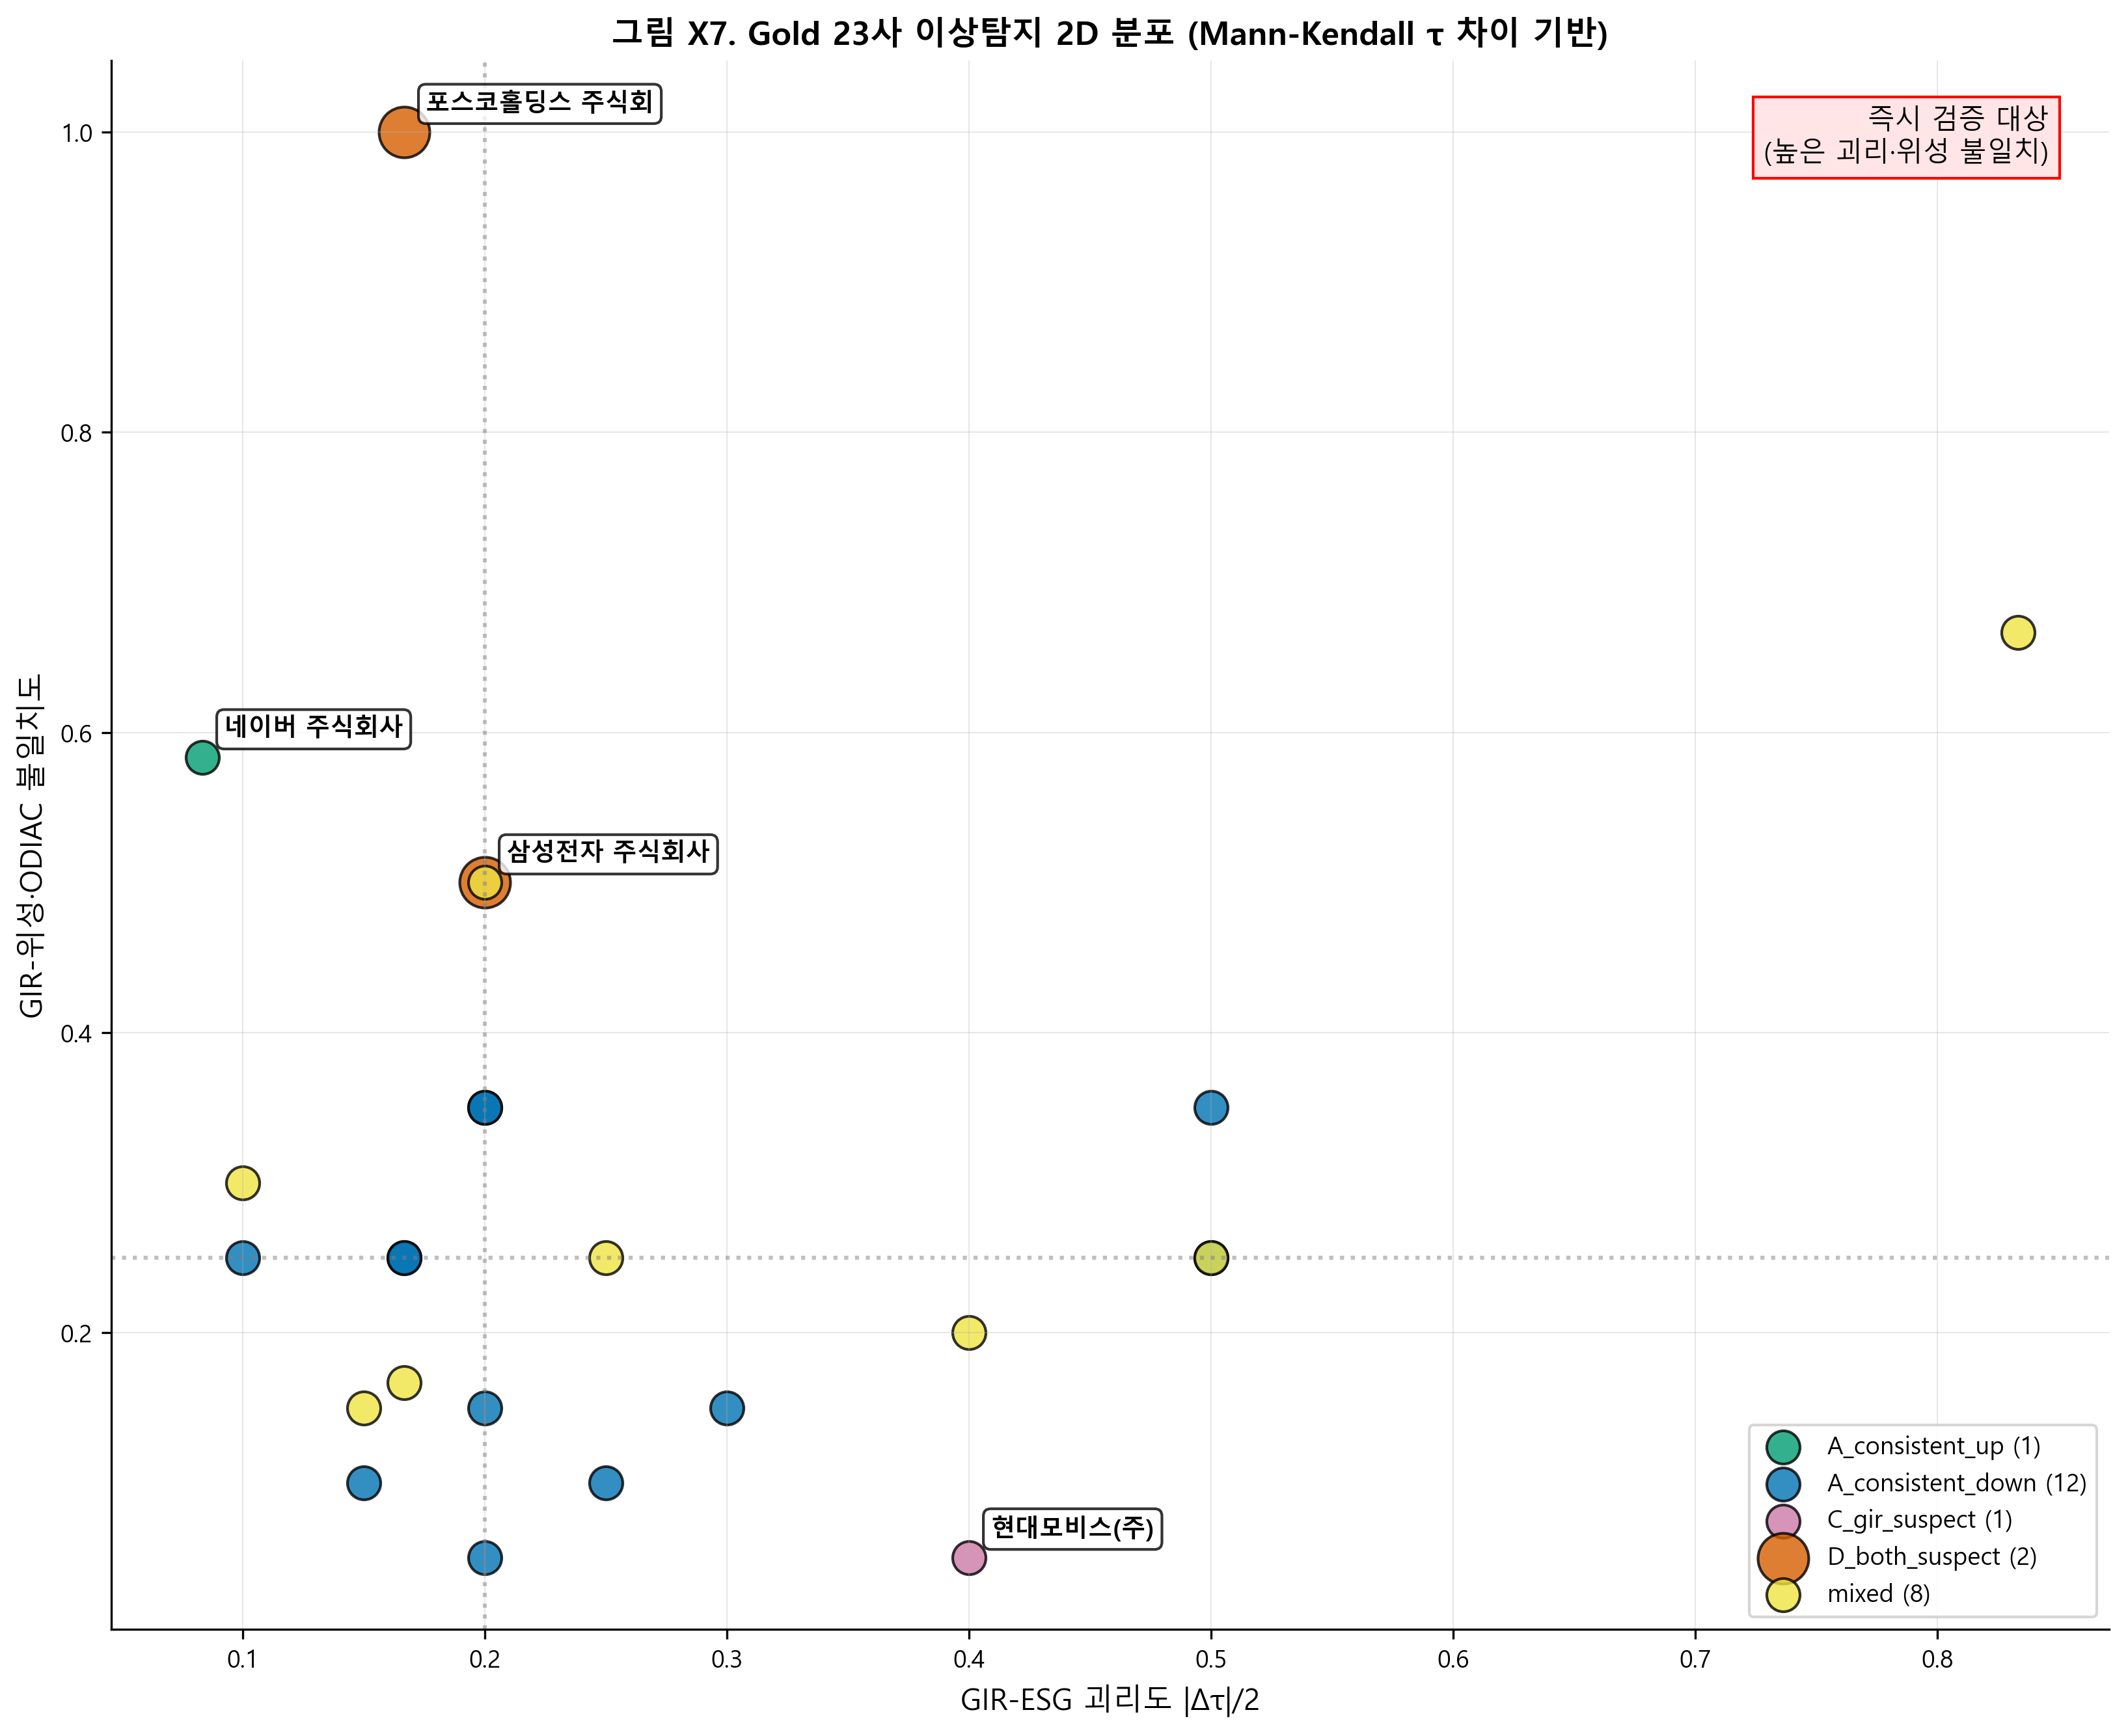 그림 X7. Gold 23사 이상탐지 2D 분포 (Mann-Kendall τ 차이 기반)
포스코홀딩스 주식회
즉시 검증 대상
(높은 괴리·위성 불일치)
네이버 주식회사
삼성전자 주식회사
현대모비스(주)
GIR-위성·ODIAC 불일치도
1.0
0.8
0.6
0.4
0.2
0.1
0.2
0.3
0.4
0.5
0.6
0.7
0.8
GIR-ESG 괴리도 |Δτ|/2
A_consistent_up (1)
A_consistent_down (12)
C_gir_suspect (1)
D_both_suspect (2)
mixed (8)